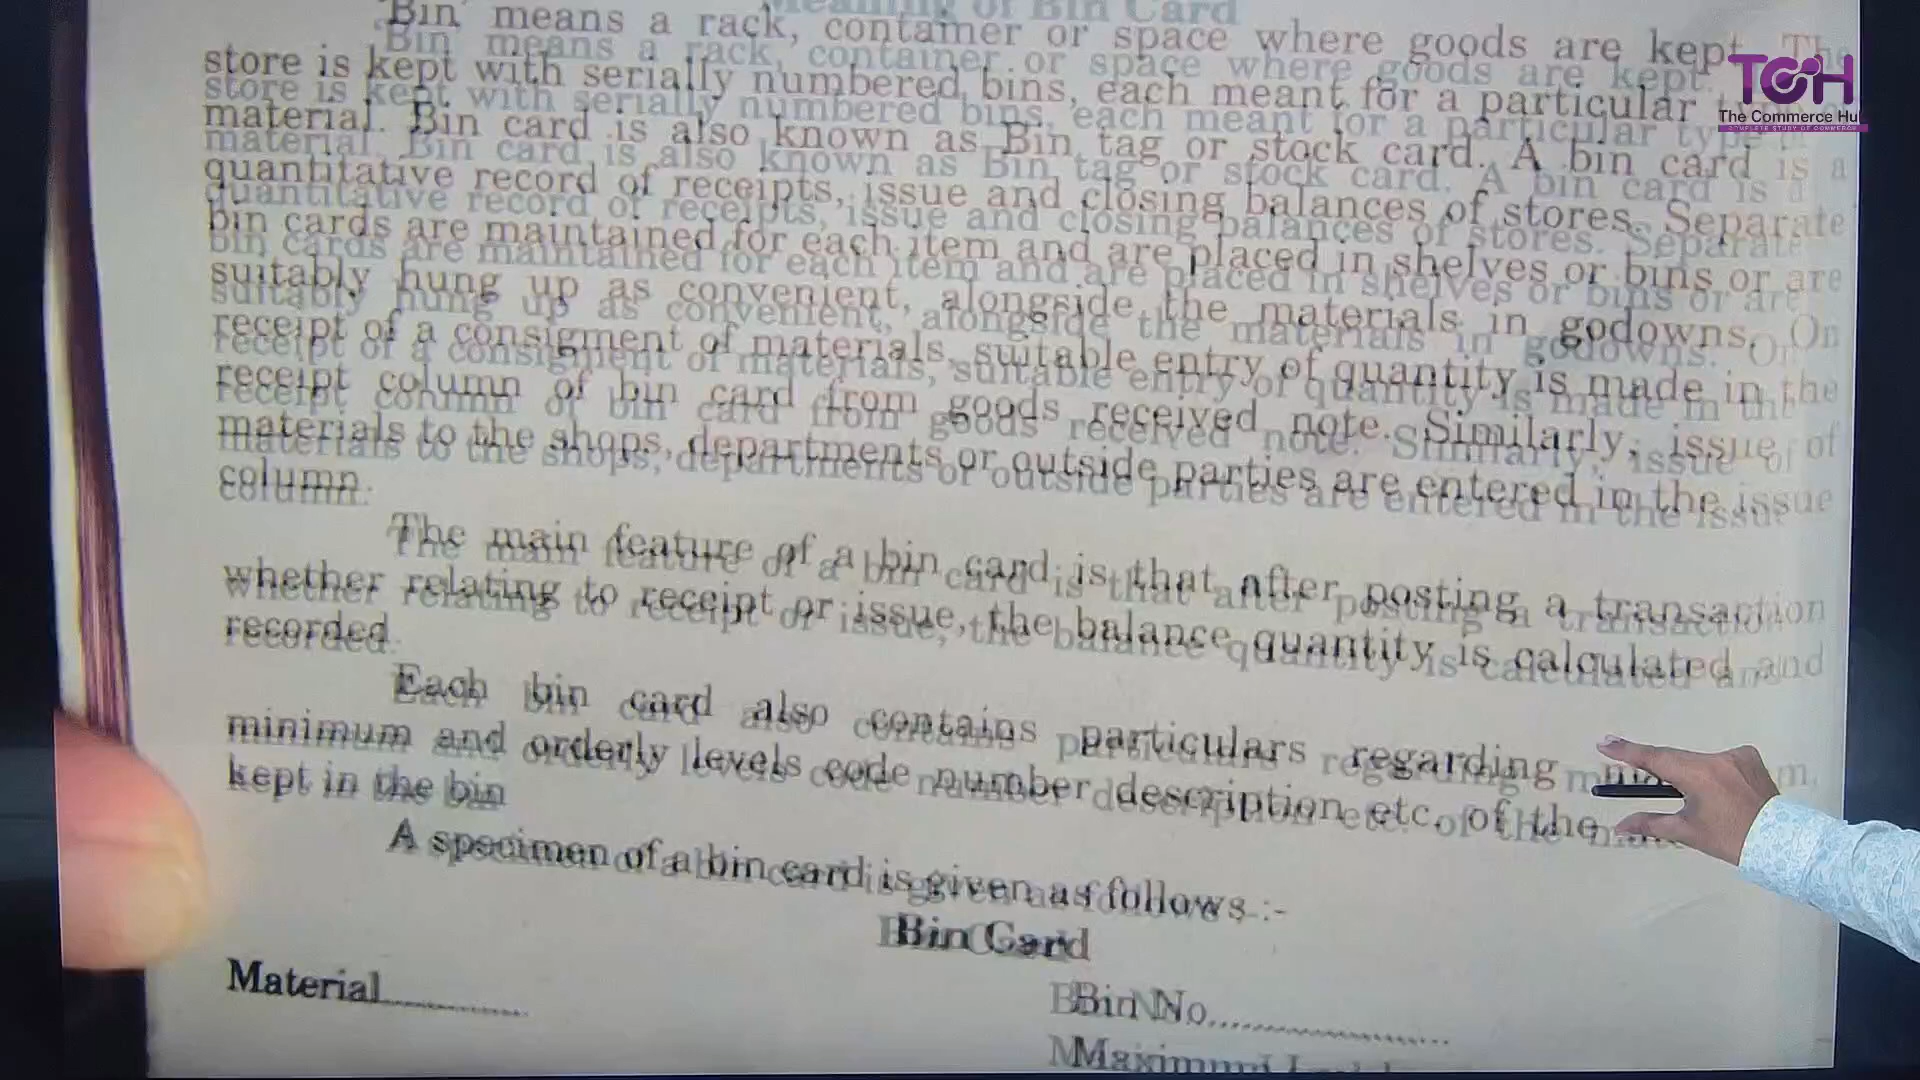 Meaning of Bin Card
Bin means a rack, container or space where goods are kept. The
store is kept with serially numbered bins, each meant for a particular type of
material. Bin card is also known as Bin tag or stock card. A bin card is a
quantitative record of receipts, issue and closing balances of stores. Separate
bin cards are maintained for each item and are placed in shelves or bins or are
suitably hung up as convenient, alongside the materials in godowns. On
receipt of a consigment of materials, suitable entry of quantity is made in the
receipt column of bin card from goods received note. Similarly, issue of
materials to the shops, departments or outside parties are entered in the issue
column.
The main feature of a bin card is that after posting a transaction
whether relating to receipt or issue, the balance quantity is calculated and
recorded.
Each bin card also contains particulars regarding
minimum and orderly levels code number description etc. of the
kept in the bin
A specimen of a bin card is given as follows :-
Bin Card
Material
Bin No.
TCH
The Commerce Hu
COMPLETE STUDY OF COMMERCE